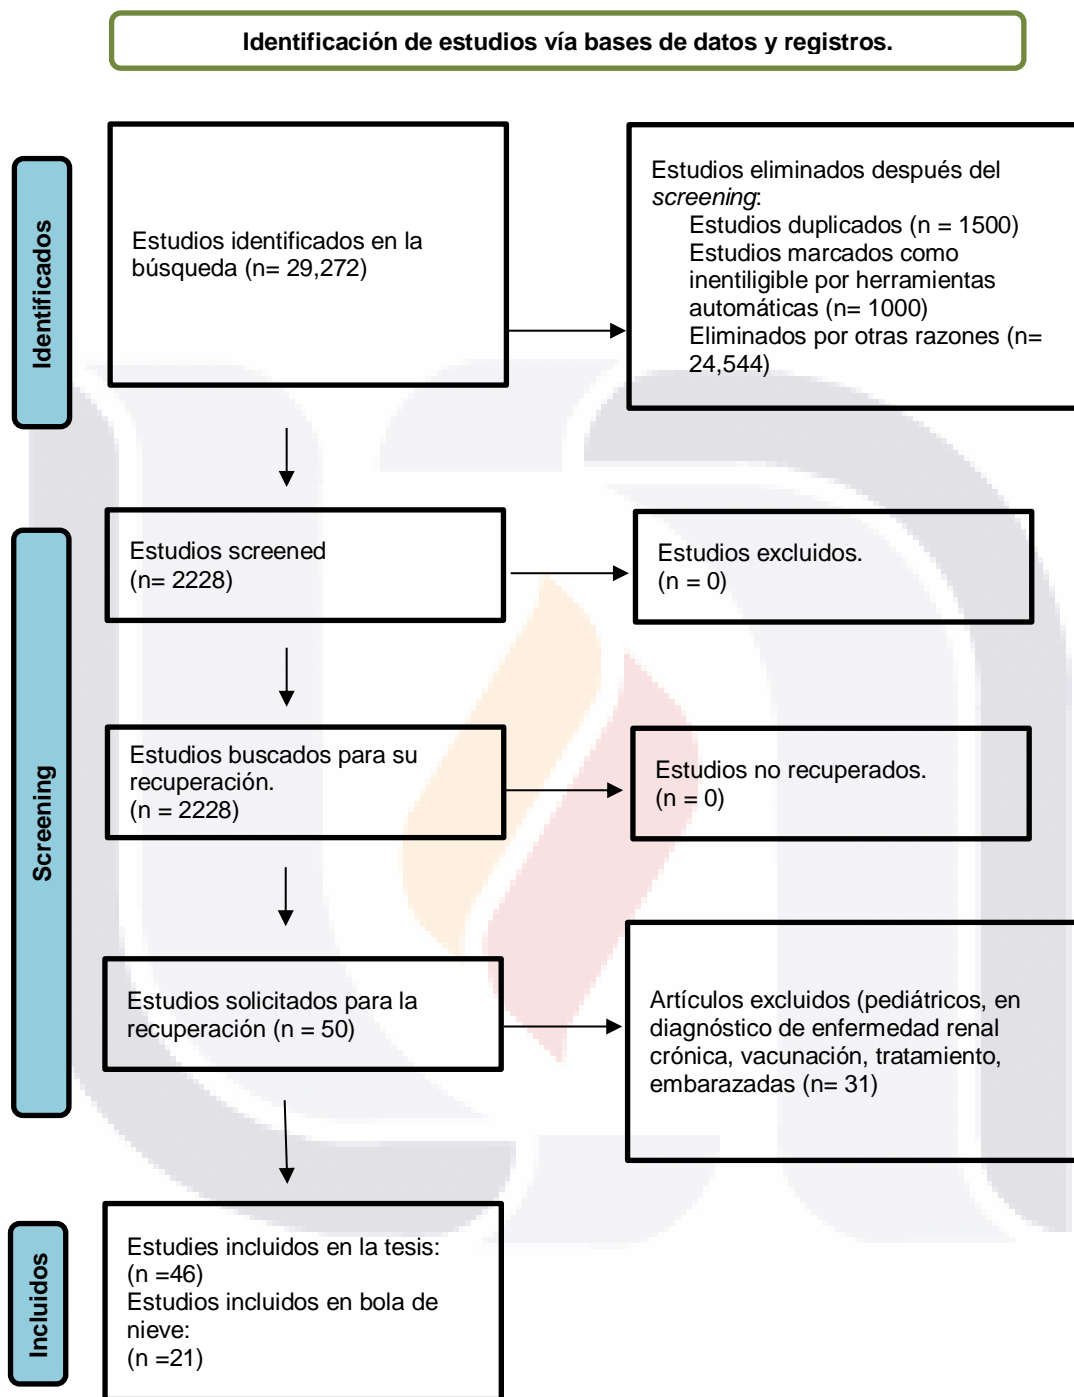 Identificación de estudios vía bases de datos y registros.
Identificados
Estudios identificados en la
búsqueda (n= 29,272)
Estudios eliminados después del
screening:
Estudios duplicados (n = 1500)
Estudios marcados como
inentiligible por herramientas
automáticas (n= 1000)
Eliminados por otras razones (n=
24,544)
Screening
Estudios screened
(n= 2228)
Estudios excluidos.
(n = 0)
Estudios buscados para su
recuperación.
(n = 2228)
Estudios no recuperados.
(n = 0)
Estudios solicitados para la
recuperación (n = 50)
Artículos excluidos (pediátricos, en
diagnóstico de enfermedad renal
crónica, vacunación, tratamiento,
embarazadas (n= 31)
Incluidos
Estudies incluidos en la tesis:
(n =46)
Estudios incluidos en bola de
nieve:
(n =21)